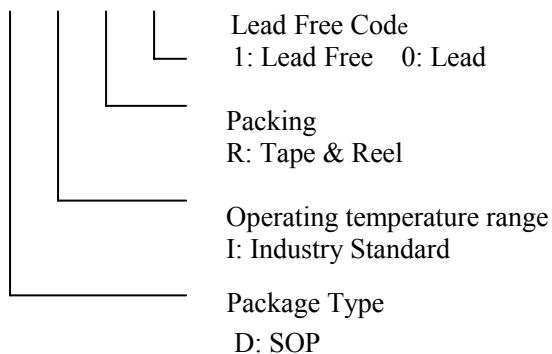 Lead Free Code
1: Lead Free 0: Lead
Packing
R: Tape & Reel
Operating temperature range
I: Industry Standard
Package Type
D: SOP